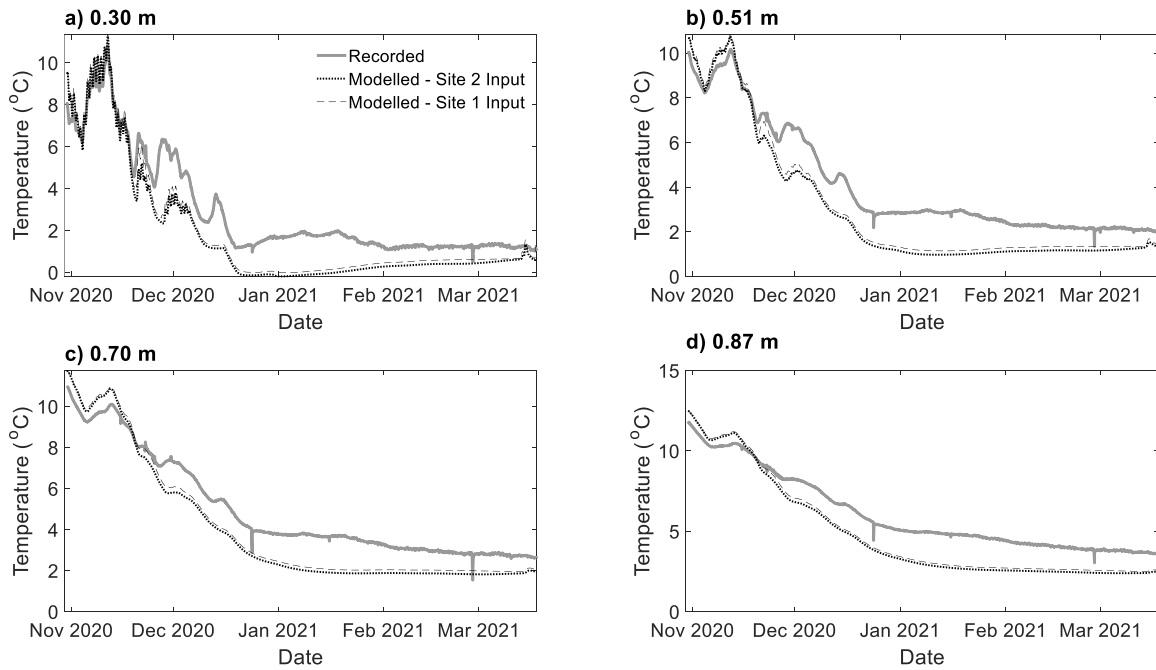 a) 0.30 m
Temperature (°C)
10
8
6
4
2
0
Recorded
Modelled - Site 2 Input
Modelled - Site 1 Input
Nov 2020 Dec 2020 Jan 2021 Feb 2021 Mar 2021
Date
b) 0.51 m
Temperature (°C)
10
8
6
4
2
0
Nov 2020 Dec 2020 Jan 2021 Feb 2021 Mar 2021
Date
c) 0.70 m
Temperature (°C)
10
8
6
4
2
0
Nov 2020 Dec 2020 Jan 2021 Feb 2021 Mar 2021
Date
d) 0.87 m
Temperature (°C)
15
10
5
0
Nov 2020 Dec 2020 Jan 2021 Feb 2021 Mar 2021
Date